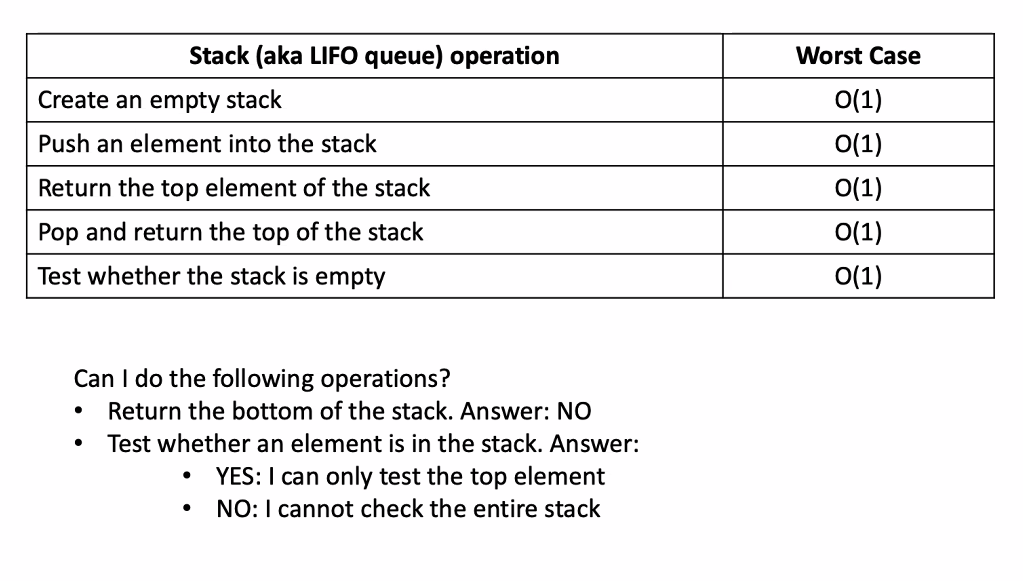 Stack (aka LIFO queue) operation Worst Case
Create an empty stack O(1)
Push an element into the stack O(1)
Return the top element of the stack O(1)
Pop and return the top of the stack O(1)
Test whether the stack is empty O(1)
Can I do the following operations?
• Return the bottom of the stack. Answer: NO
• Test whether an element is in the stack. Answer:
• YES: I can only test the top element
• NO: I cannot check the entire stack